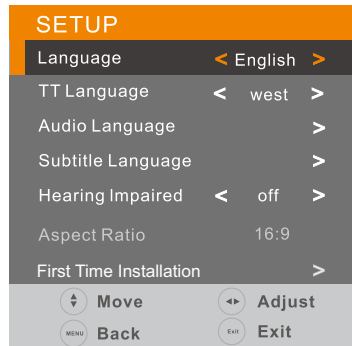 SETUP
Language < English >
TT Language < west >
Audio Language >
Subtitle Language >
Hearing Impaired < off >
Aspect Ratio 16:9
First Time Installation >
Move Adjust
MENU Back Exit Exit